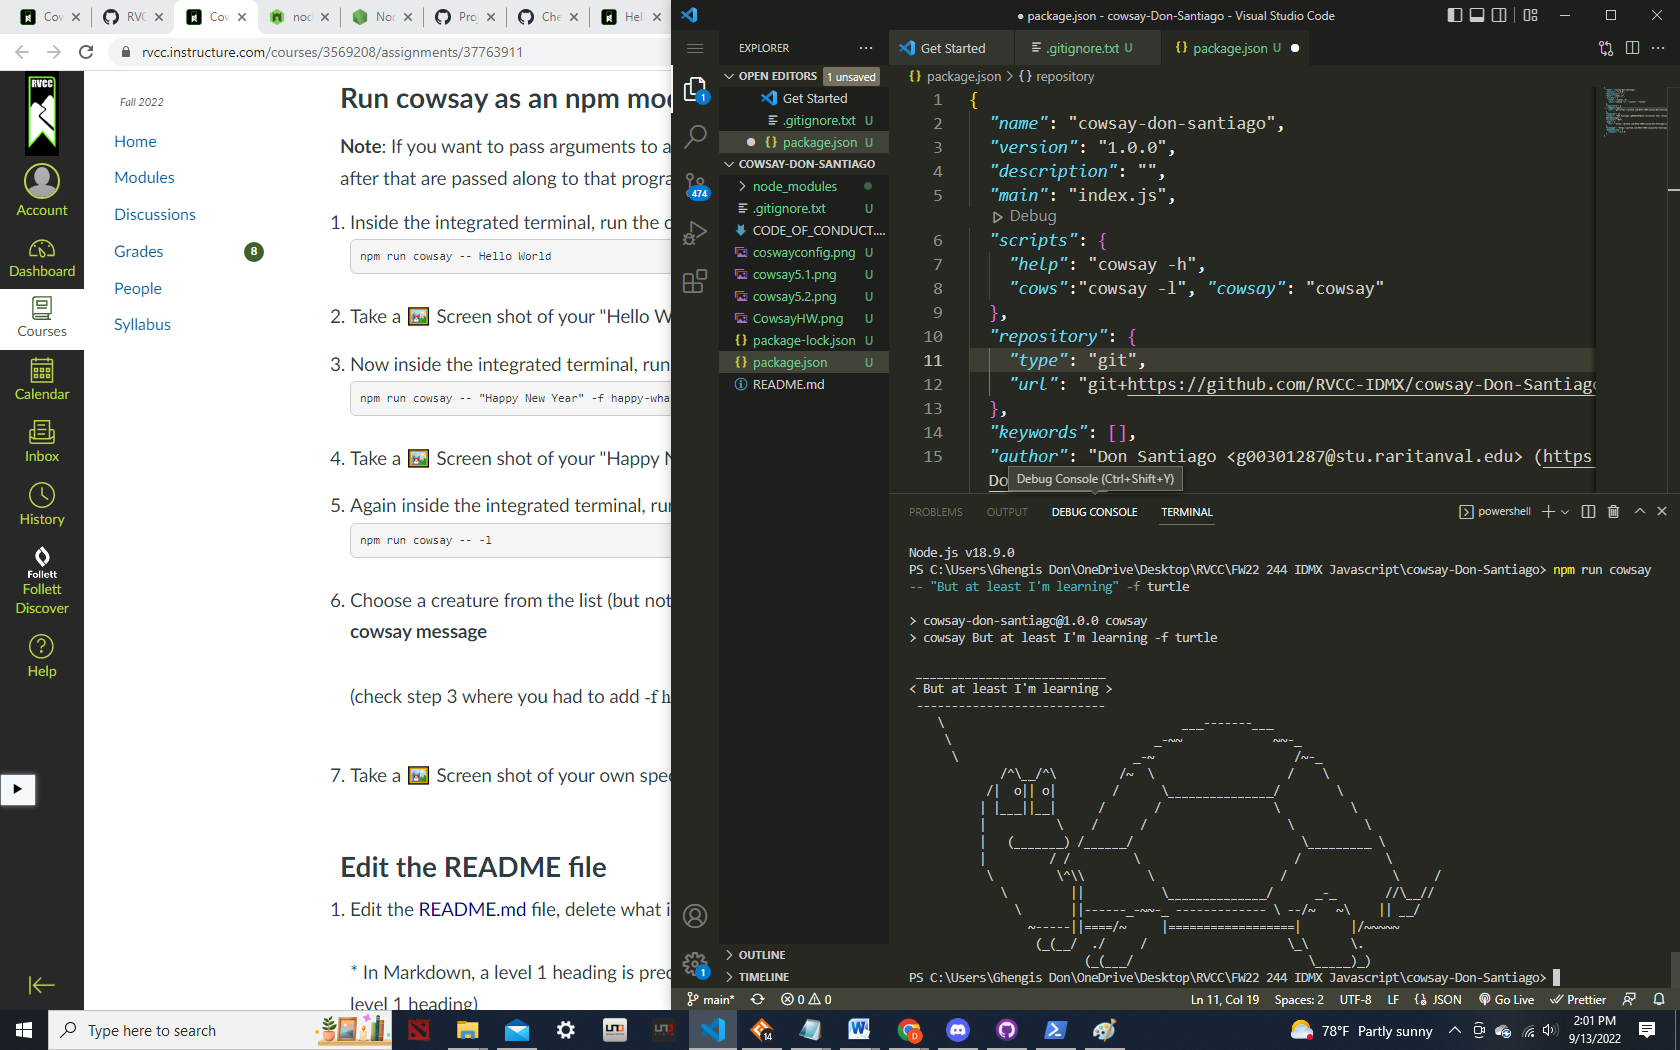 Cov
RVC
Cov
nod
Noc
Proj
Che
Hell
rvcc.instructure.com/courses/3569208/assignments/37763911
RVCC
Account
Dashboard
Courses
Calendar
Inbox
History
Follett
Follett
Discover
Help
Fall 2022
Home
Modules
Discussions
Grades
8
People
Syllabus
Run cowsay as an npm mod
Note: If you want to pass arguments to a
after that are passed along to that progra
1. Inside the integrated terminal, run the c
npm run cowsay -- Hello World
2. Take a Screen shot of your "Hello W
3. Now inside the integrated terminal, run
npm run cowsay -- "Happy New Year" -f happy-wha
4. Take a Screen shot of your "Happy N
5. Again inside the integrated terminal, ru
npm run cowsay -- -l
6. Choose a creature from the list (but not
cowsay message
(check step 3 where you had to add -f h
7. Take a Screen shot of your own spec
Edit the README file
1. Edit the README.md file, delete what i
* In Markdown, a level 1 heading is prec
level 1 heading)
● package.json - cowsay-Don-Santiago - Visual Studio Code
EXPLORER
OPEN EDITORS 1 unsaved
Get Started
.gitignore.txt U
package.json U
COWSAY-DON-SANTIAGO
node_modules
.gitignore.txt U
CODE_OF_CONDUCT....
coswayconfig.png U
cowsay5.1.png U
cowsay5.2.png U
CowsayHW.png U
package-lock.json U
package.json U
README.md
OUTLINE
TIMELINE
1
474
1
Get Started
.gitignore.txt U
package.json U
package.json > {} repository
1 {
2 "name": "cowsay-don-santiago",
3 "version": "1.0.0",
4 "description": "",
5 "main": "index.js",
Debug
6 "scripts": {
7 "help": "cowsay -h",
8 "cows":"cowsay -l", "cowsay": "cowsay"
9 },
10 "repository": {
11 "type": "git",
12 "url": "git+https://github.com/RVCC-IDMX/cowsay-Don-Santiago
13 },
14 "keywords": [],
15 "author": "Don Santiago <g00301287@stu.raritanval.edu> (https
Do
Debug Console (Ctrl+Shift+Y)
PROBLEMS OUTPUT DEBUG CONSOLE TERMINAL
powershell
Node.js v18.9.0
PS C:\Users\Ghengis Don\OneDrive\Desktop\RVCC\FW22 244 IDMX Javascript\cowsay-Don-Santiago> npm run cowsay
-- "But at least I'm learning" -f turtle
> cowsay-don-santiago@1.0.0 cowsay
> cowsay But at least I'm learning -f turtle
< But at least I'm learning >
PS C:\Users\Ghengis Don\OneDrive\Desktop\RVCC\FW22 244 IDMX Javascript\cowsay-Don-Santiago>
main* 0 0
Ln 11, Col 19 Spaces: 2 UTF-8 LF JSON Go Live Prettier
Type here to search
14
78°F Partly sunny
2:01 PM
9/13/2022